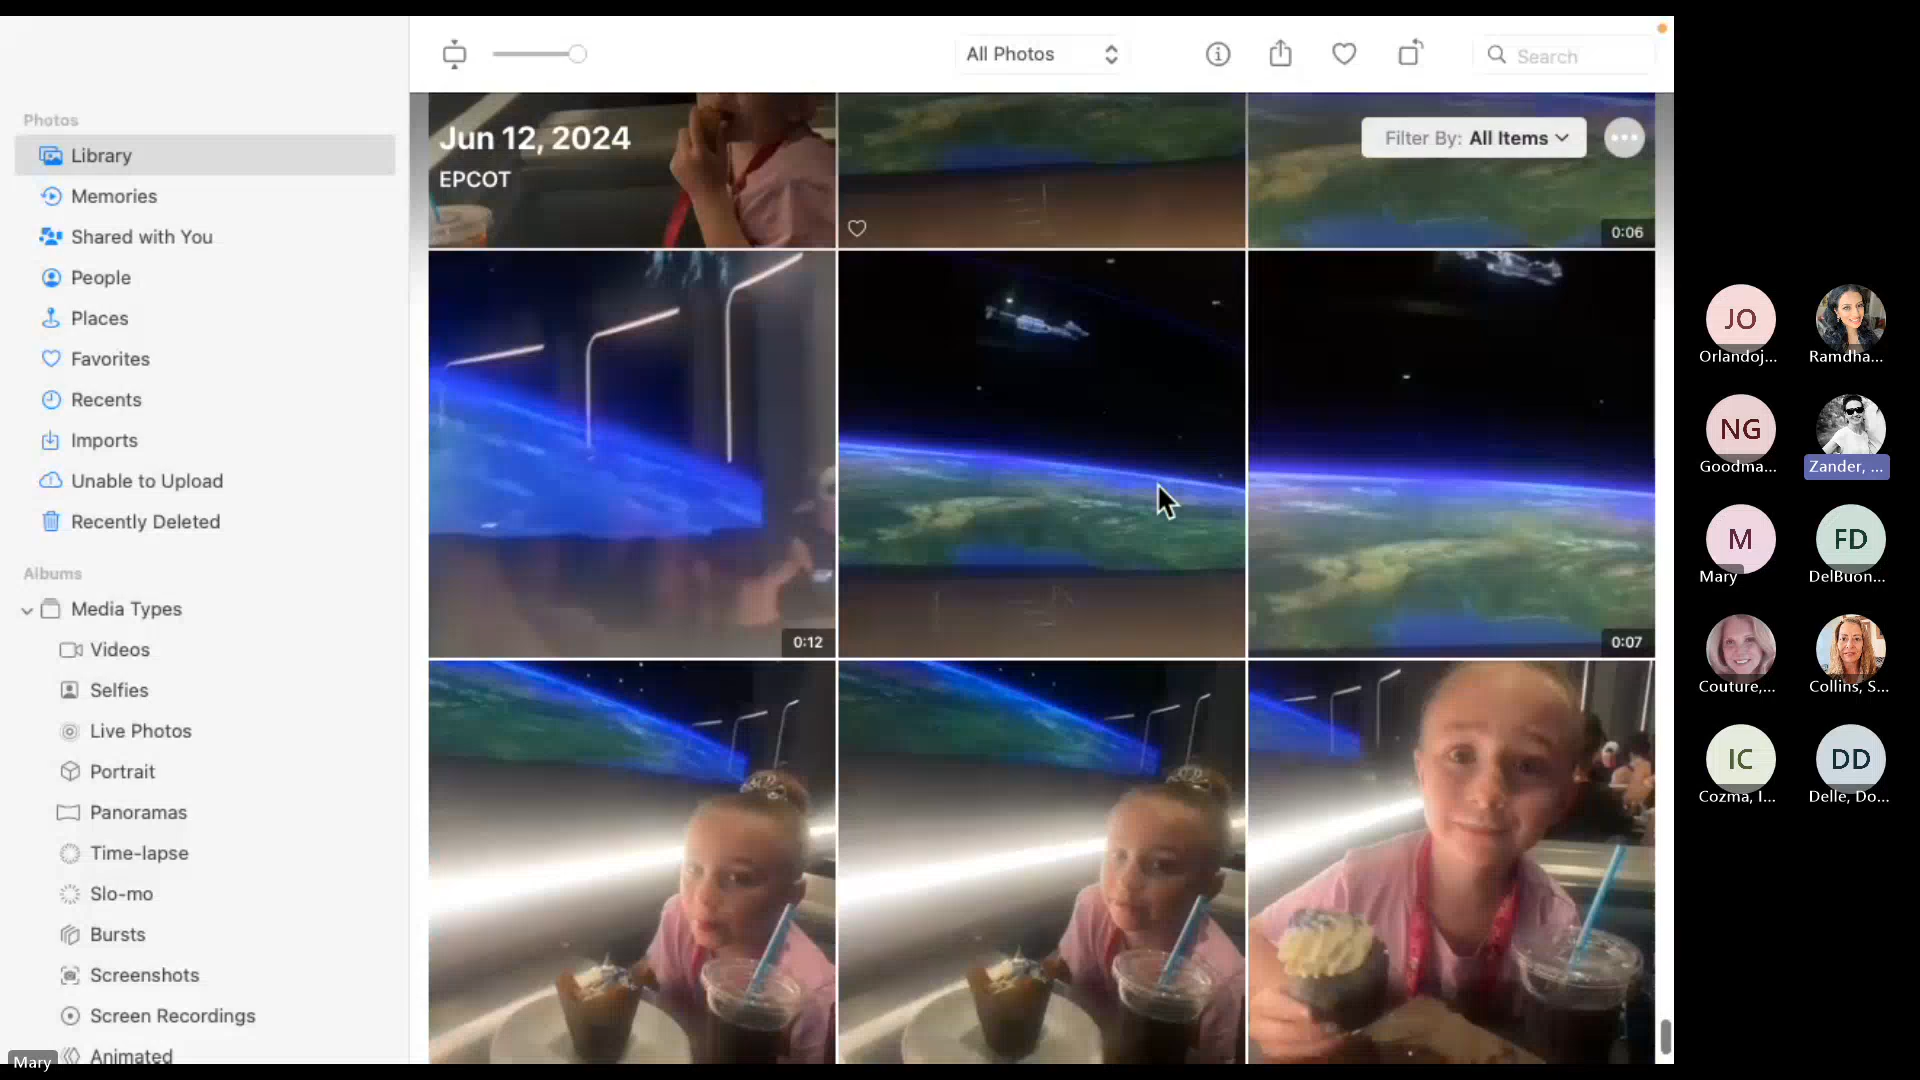 All Photos
Search
Photos
Library
Memories
Shared with You
People
Places
Favorites
Recents
Imports
Unable to Upload
Recently Deleted
Albums
Media Types
Videos
Selfies
Live Photos
Portrait
Panoramas
Time-lapse
Slo-mo
Bursts
Screenshots
Screen Recordings
Animated
Mary
Jun 12, 2024
EPCOT
Filter By: All Items
0:06
0:12
0:07
JO
Orlandoj...
Ramdha...
NG
Goodma...
Zander, ...
M
Mary
FD
DelBuon...
Couture,...
Collins, S...
IC
Cozma, I...
DD
Delle, Do...